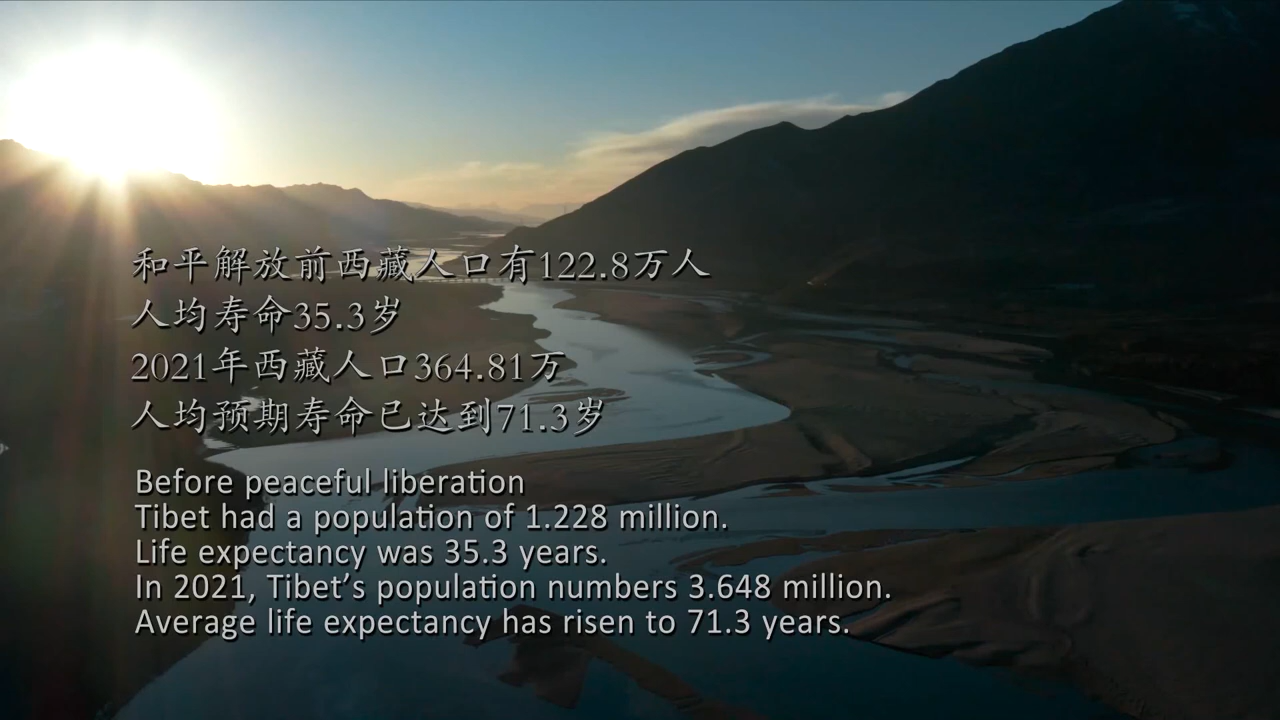 和平解放前西藏人口有122.8万人
人均寿命35.3岁
2021年西藏人口364.81万
人均预期寿命已达到71.3岁
Before peaceful liberation
Tibet had a population of 1.228 million.
Life expectancy was 35.3 years.
In 2021, Tibet’s population numbers 3.648 million.
Average life expectancy has risen to 71.3 years.